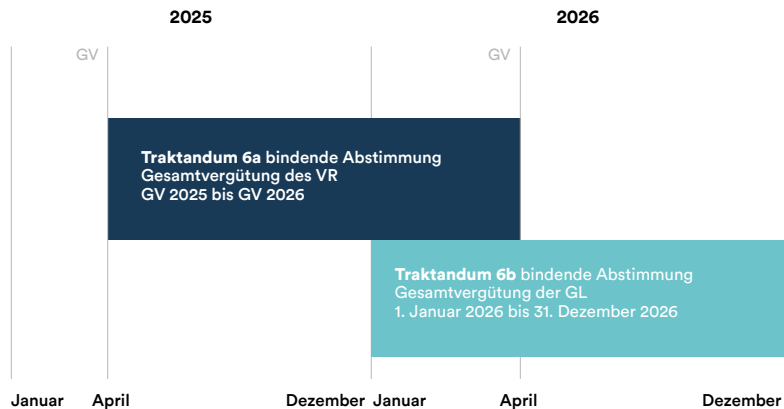 2025 2026
GV GV
Traktandum 6a bindende Abstimmung
Gesamtvergütung des VR
GV 2025 bis GV 2026
Traktandum 6b bindende Abstimmung
Gesamtvergütung der GL
1. Januar 2026 bis 31. Dezember 2026
Januar April Dezember Januar April Dezember